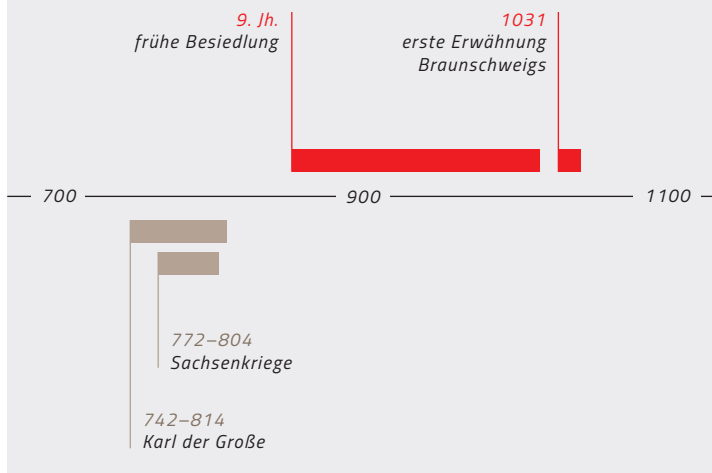 9. Jh.
frühe Besiedlung
1031
erste Erwähnung
Braunschweigs
700
900
1100
772–804
Sachsenkriege
742–814
Karl der Große